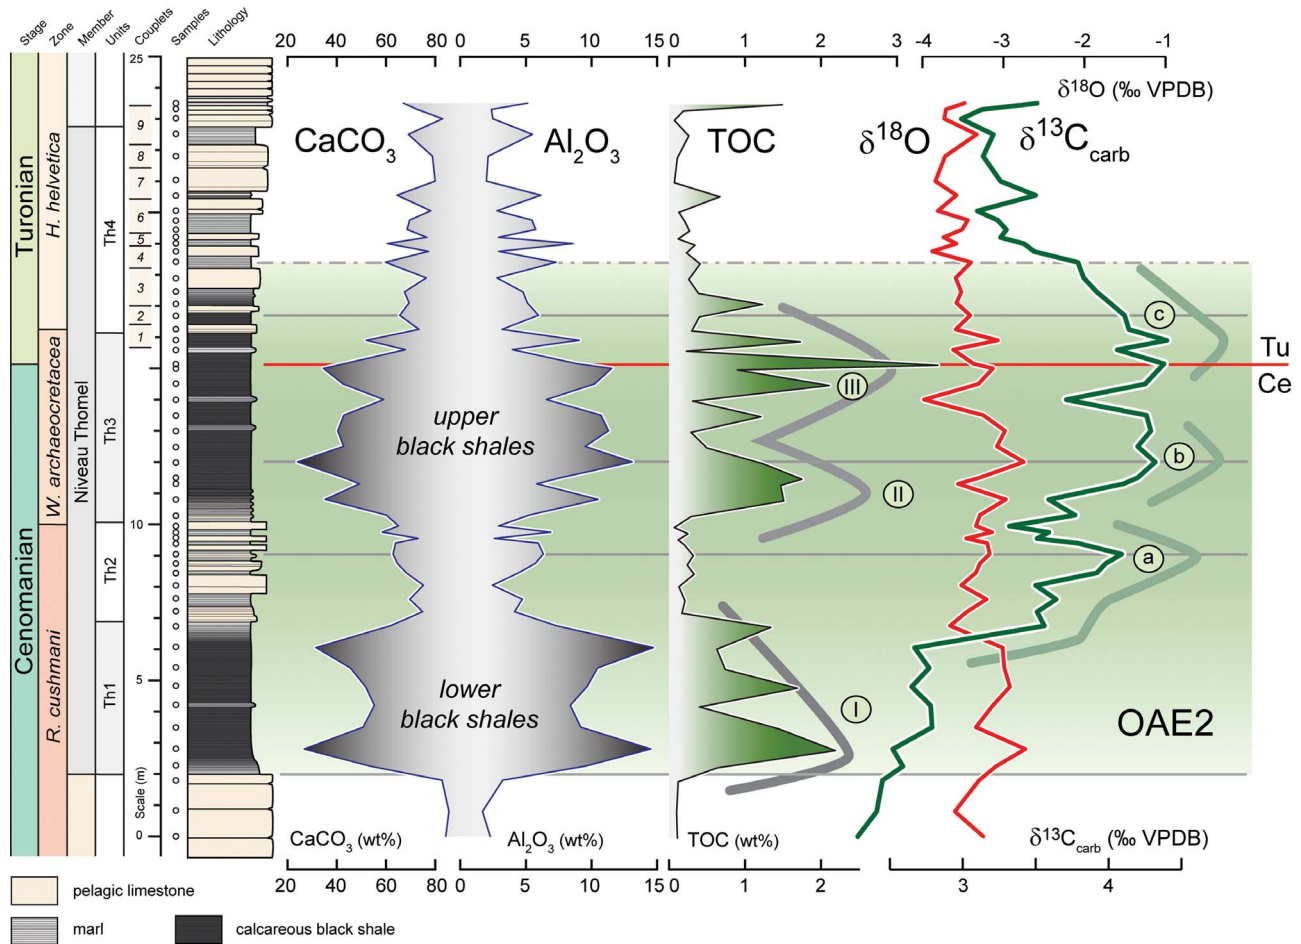 Stage
Zone
Member
Units
Couplets
Samples
Lithology
20 40 60 80 0 5 10 15 0 1 2 3 -4 -3 -2 -1
25
δ18O (‰ VPDB)
CaCO3 Al2O3 TOC δ18O δ13Ccarb
9
8
7
6
5
4
3
2
1
Turonian
Cenomanian
H. helvetica
W. archaeocretacea
R. cushmani
Niveau Thomel
Th4
Th3
Th2
Th1
10
5
0
Scale (m)
upper
black shales
lower
black shales
III
II
I
c
b
a
Tu
Ce
OAE2
CaCO3 (wt%) Al2O3 (wt%) TOC (wt%) δ13Ccarb (‰ VPDB)
20 40 60 80 0 5 10 15 0 1 2 3 4
pelagic limestone
marl
calcareous black shale